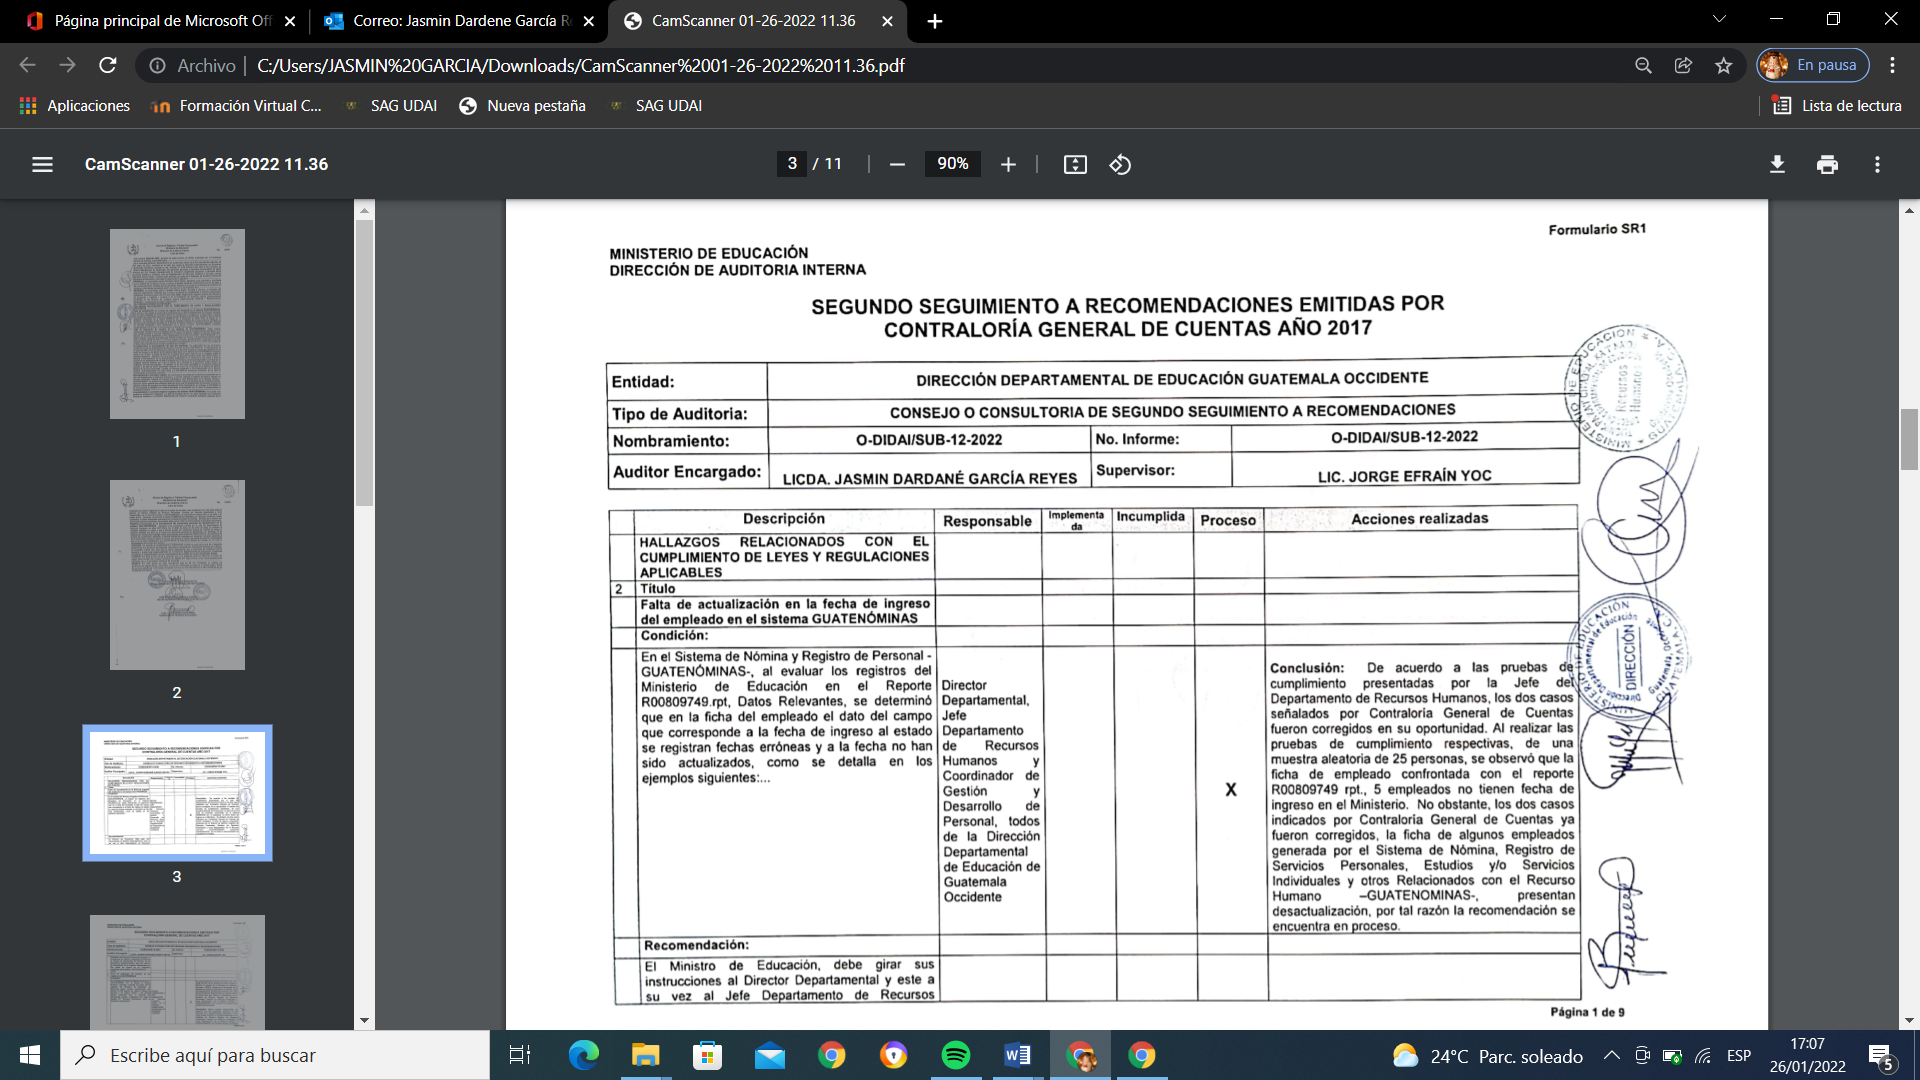 Página principal de Microsoft Off
Correo: Jasmin Dardene García Re
CamScanner 01-26-2022 11.36
Archivo
C:/Users/JASMIN%20GARCIA/Downloads/CamScanner%2001-26-2022%2011.36.pdf
En pausa
Aplicaciones
Formación Virtual C...
SAG UDAI
Nueva pestaña
SAG UDAI
Lista de lectura
CamScanner 01-26-2022 11.36
3 / 11
90%
1
2
3
Formulario SR1
MINISTERIO DE EDUCACIÓN
DIRECCIÓN DE AUDITORIA INTERNA
SEGUNDO SEGUIMIENTO A RECOMENDACIONES EMITIDAS POR
CONTRALORÍA GENERAL DE CUENTAS AÑO 2017
Entidad: DIRECCIÓN DEPARTAMENTAL DE EDUCACIÓN GUATEMALA OCCIDENTE
Tipo de Auditoria: CONSEJO O CONSULTORIA DE SEGUNDO SEGUIMIENTO A RECOMENDACIONES
Nombramiento: O-DIDAI/SUB-12-2022 No. Informe: O-DIDAI/SUB-12-2022
Auditor Encargado: LICDA. JASMIN DARDANÉ GARCÍA REYES Supervisor: LIC. JORGE EFRAÍN YOC
Descripción Responsable Implementa
da Incumplida Proceso Acciones realizadas
HALLAZGOS RELACIONADOS CON EL
CUMPLIMIENTO DE LEYES Y REGULACIONES
APLICABLES
2 Título
Falta de actualización en la fecha de ingreso
del empleado en el sistema GUATENÓMINAS
Condición:
En el Sistema de Nómina y Registro de Personal -
GUATENÓMINAS-, al evaluar los registros del
Ministerio de Educación en el Reporte
R00809749.rpt, Datos Relevantes, se determinó
que en la ficha del empleado el dato del campo
que corresponde a la fecha de ingreso al estado
se registran fechas erróneas y a la fecha no han
sido actualizados, como se detalla en los
ejemplos siguientes:...
Director
Departamental,
Jefe
Departamento
de Recursos
Humanos y
Coordinador de
Gestión y
Desarrollo de
Personal, todos
de la Dirección
Departamental
de Educación de
Guatemala
Occidente
X
Conclusión: De acuerdo a las pruebas de
cumplimiento presentadas por la Jefe del
Departamento de Recursos Humanos, los dos casos
señalados por Contraloría General de Cuentas
fueron corregidos en su oportunidad. Al realizar las
pruebas de cumplimiento respectivas, de una
muestra aleatoria de 25 personas, se observó que la
ficha de empleado confrontada con el reporte
R00809749 rpt., 5 empleados no tienen fecha de
ingreso en el Ministerio. No obstante, los dos casos
indicados por Contraloría General de Cuentas ya
fueron corregidos, la ficha de algunos empleados
generada por el Sistema de Nómina, Registro de
Servicios Personales, Estudios y/o Servicios
Individuales y otros Relacionados con el Recurso
Humano –GUATENOMINAS-, presentan
desactualización, por tal razón la recomendación se
encuentra en proceso.
Recomendación:
El Ministro de Educación, debe girar sus
instrucciones al Director Departamental y este a
su vez al Jefe Departamento de Recursos
Página 1 de 9
DIRECCIÓN
Escribe aquí para buscar
24°C Parc. soleado
ESP
17:07
26/01/2022
5